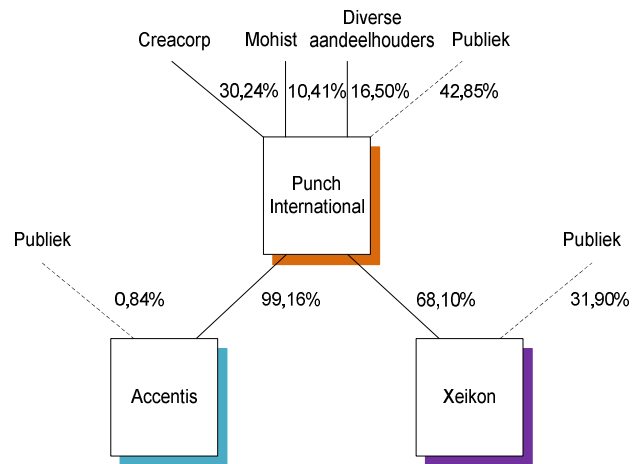 Diverse
Creacorp Mohist aandeelhouders Publiek
30,24% 10,41% 16,50% 42,85%
Punch
International
Publiek Publiek
0,84% 99,16% 68,10% 31,90%
Accentis Xeikon